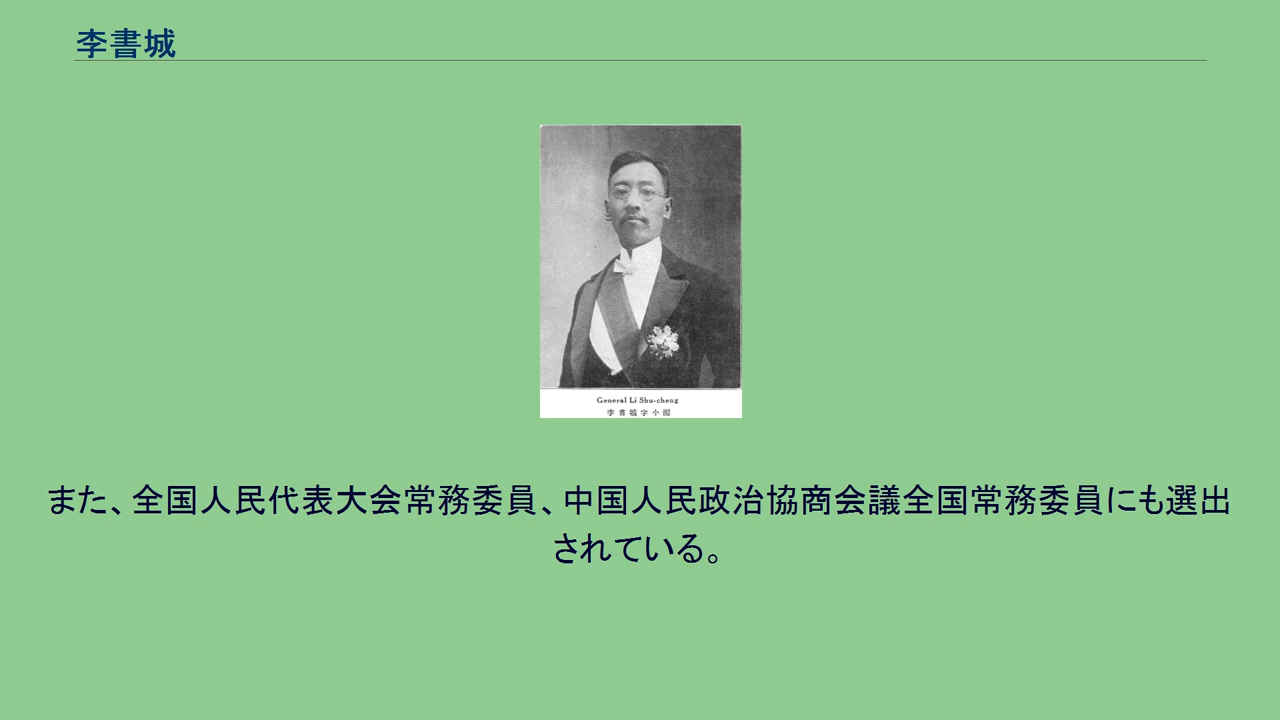 李書城
General Li Shu-cheng
李書城字小垣
また、全国人民代表大会常務委員、中国人民政治協商会議全国常務委員にも選出
されている。